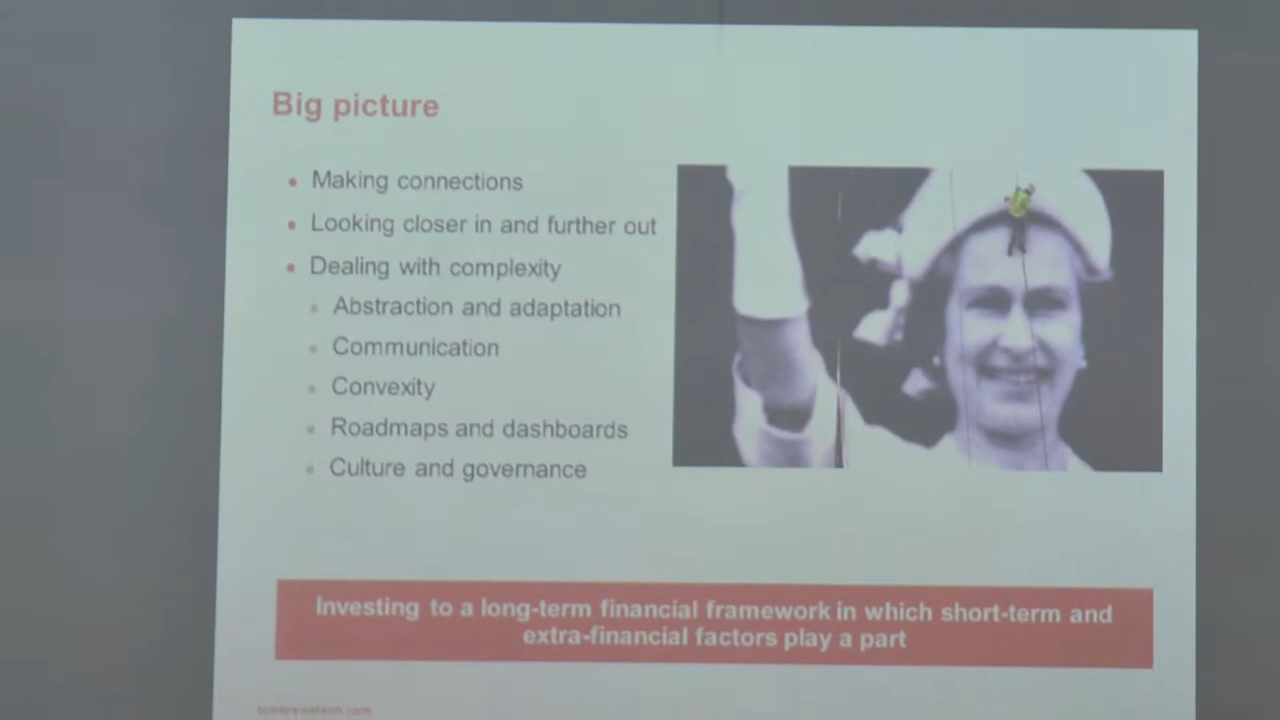 Big picture
Making connections
Looking closer in and further out
Dealing with complexity
Abstraction and adaptation
Communication
Convexity
Roadmaps and dashboards
Culture and governance
Investing to a long-term financial framework in which short-term and
extra-financial factors play a part
towerswatson.com